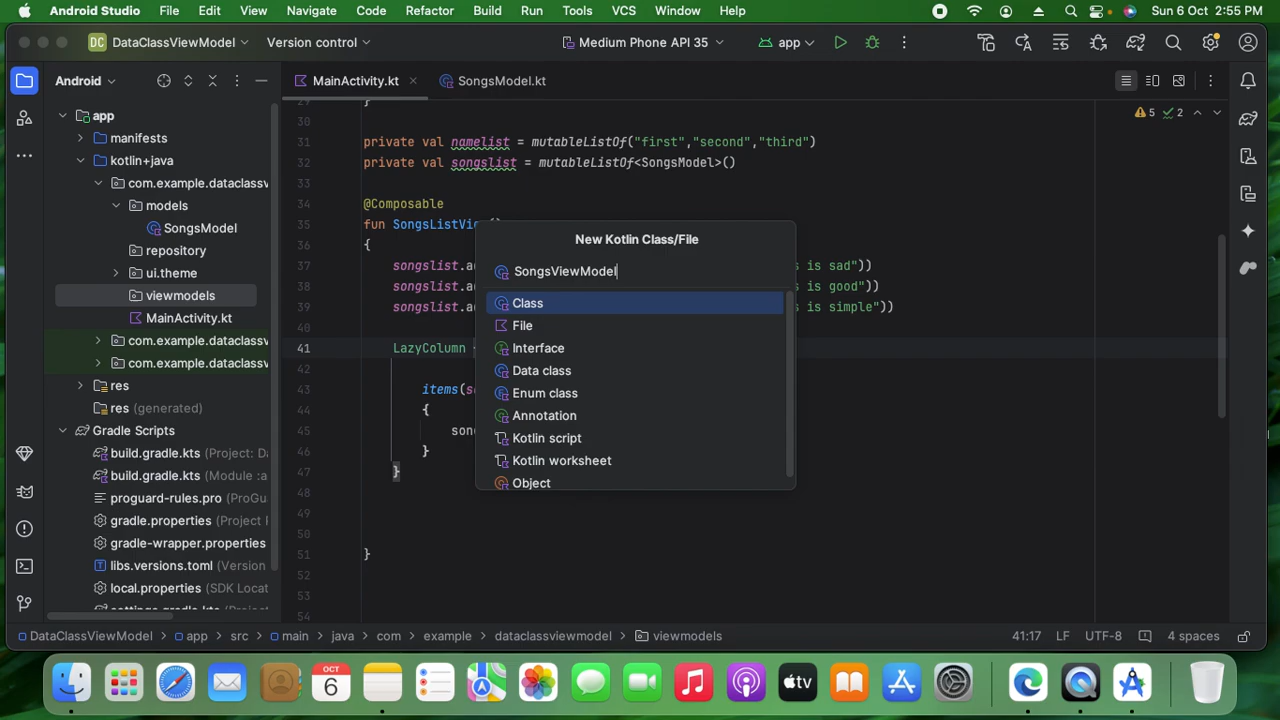 Android Studio File Edit View Navigate Code Refactor Build Run Tools VCS Window Help Sun 6 Oct 2:55 PM
DC DataClassViewModel Version control Medium Phone API 35 app
Android MainActivity.kt SongsModel.kt
app
manifests
kotlin+java
com.example.dataclassv
models
SongsModel
repository
ui.theme
viewmodels
MainActivity.kt
com.example.dataclassv
com.example.dataclassv
res
res (generated)
Gradle Scripts
build.gradle.kts (Project: Da
build.gradle.kts (Module :a
proguard-rules.pro (ProGu
gradle.properties (Project P
gradle-wrapper.properties
libs.versions.toml (Version
local.properties (SDK Locat
settings.gradle.kts (Project
5 2
29 }
30
31 private val namelist = mutableListOf("first","second","third")
32 private val songslist = mutableListOf<SongsModel>()
33
34 @Composable
35 fun SongsListVie ()
36 {
37 songslist.a s is sad"))
38 songslist.a s is good"))
39 songslist.a s is simple"))
40
41 LazyColumn
42
43 items(s
44 {
45 son
46 }
47 }
48
49
50
51 }
52
53
54
New Kotlin Class/File
SongsViewModel
Class
File
Interface
Data class
Enum class
Annotation
Kotlin script
Kotlin worksheet
Object
DataClassViewModel app src main java com example dataclassviewmodel viewmodels 41:17 LF UTF-8 4 spaces
OCT
6
tv